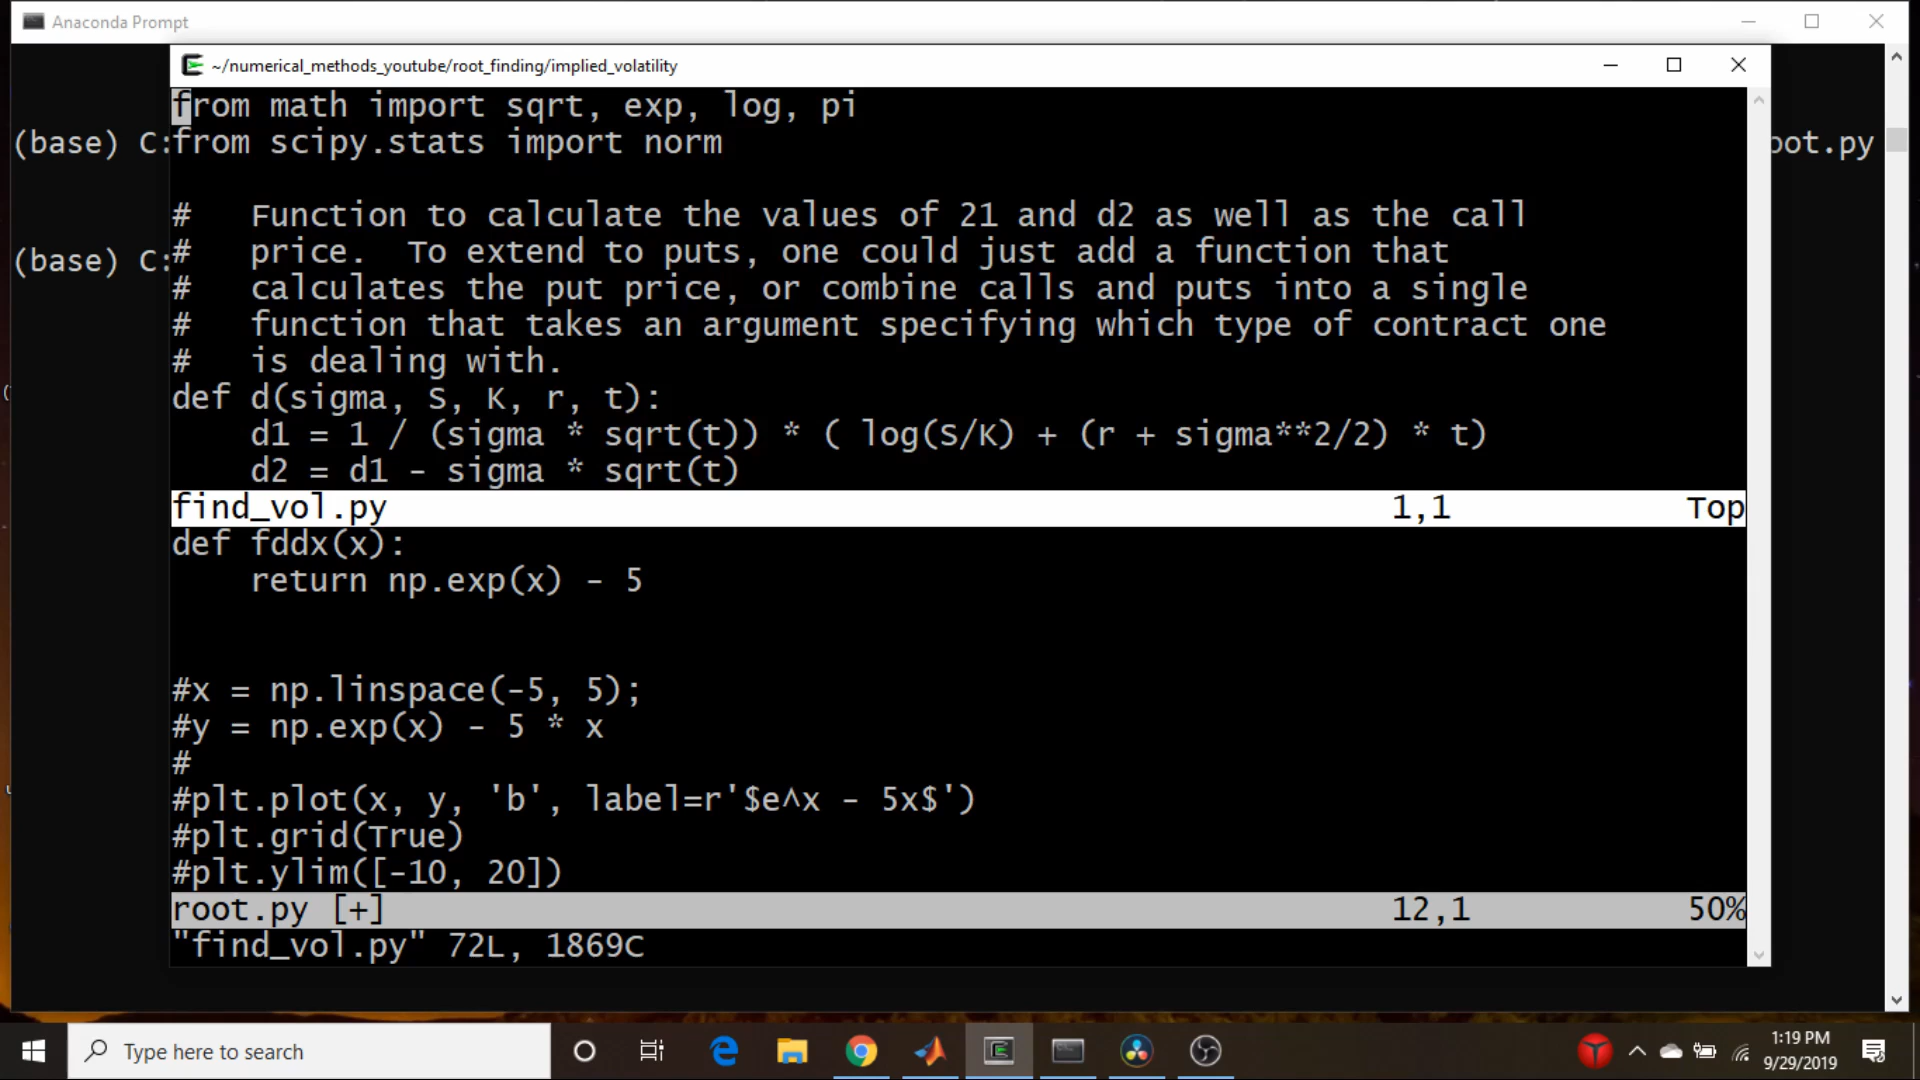 Anaconda Prompt
~/numerical_methods_youtube/root_finding/implied_volatility
from math import sqrt, exp, log, pi
(base) C:
from scipy.stats import norm
oot.py
#   Function to calculate the values of 21 and d2 as well as the call
#   price.  To extend to puts, one could just add a function that
(base) C:
#   calculates the put price, or combine calls and puts into a single
#   function that takes an argument specifying which type of contract one
#   is dealing with.
def d(sigma, S, K, r, t):
    d1 = 1 / (sigma * sqrt(t)) * ( log(S/K) + (r + sigma**2/2) * t)
    d2 = d1 - sigma * sqrt(t)
find_vol.py 1,1 Top
def fddx(x):
    return np.exp(x) - 5
#x = np.linspace(-5, 5);
#y = np.exp(x) - 5 * x
#
#plt.plot(x, y, 'b', label=r'$e^x - 5x$')
#plt.grid(True)
#plt.ylim([-10, 20])
root.py [+] 12,1 50%
"find_vol.py" 72L, 1869C
Type here to search
1:19 PM
9/29/2019